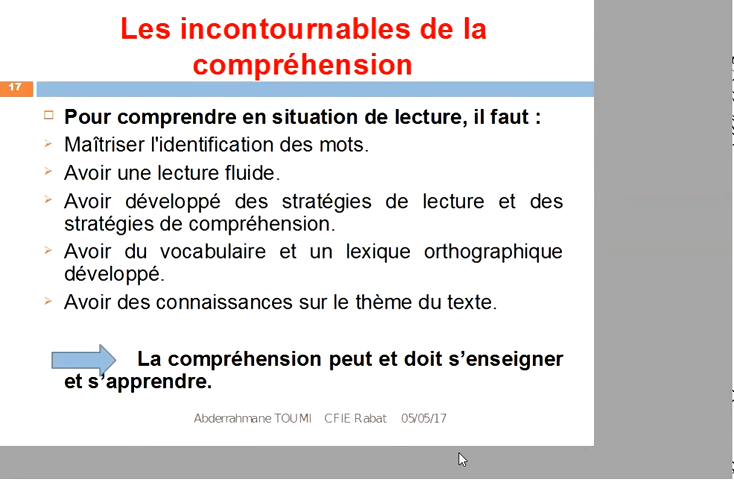 Les incontournables de la
compréhension
17
Pour comprendre en situation de lecture, il faut :
Maîtriser l'identification des mots.
Avoir une lecture fluide.
Avoir développé des stratégies de lecture et des
stratégies de compréhension.
Avoir du vocabulaire et un lexique orthographique
développé.
Avoir des connaissances sur le thème du texte.
La compréhension peut et doit s’enseigner
et s’apprendre.
Abderrahmane TOUMI CFIE Rabat 05/05/17